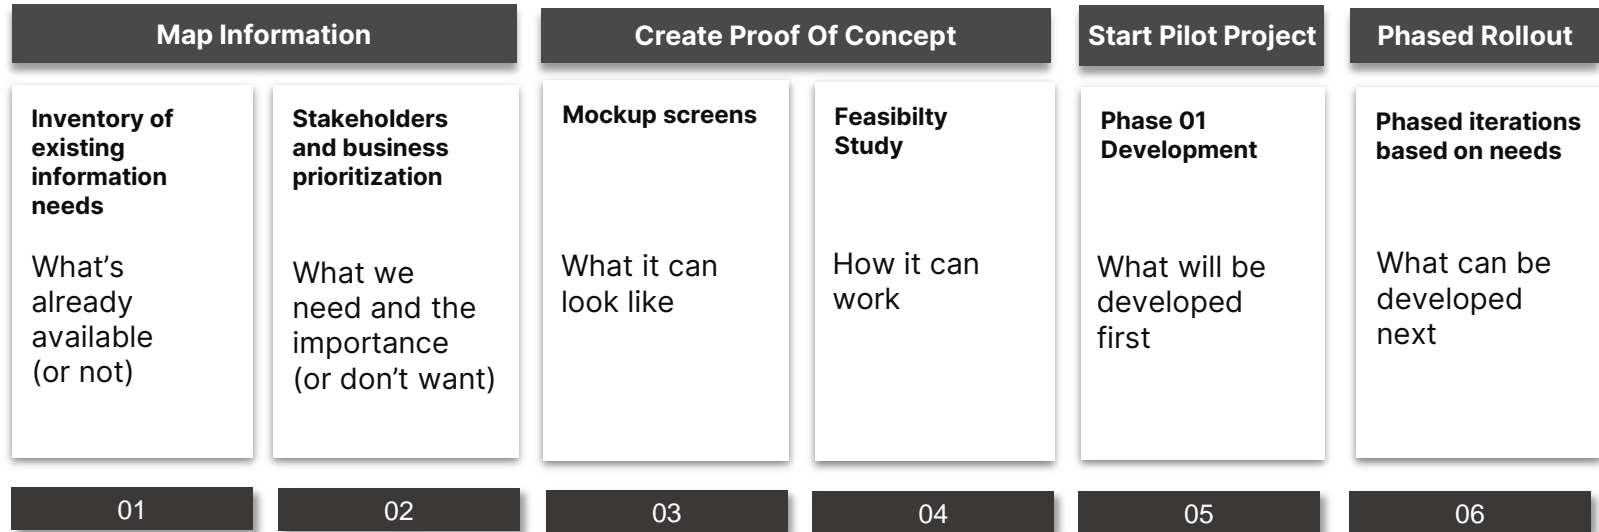 Map Information
Create Proof Of Concept
Start Pilot Project
Phased Rollout
Inventory of
existing
information
needs
What's
already
available
(or not)
Stakeholders
and business
prioritization
What we
need and the
importance
(or don't want)
Mockup screens
What it can
look like
Feasibilty
Study
How it can
work
Phase 01
Development
What will be
developed
first
Phased iterations
based on needs
What can be
developed
next
01
02
03
04
05
06